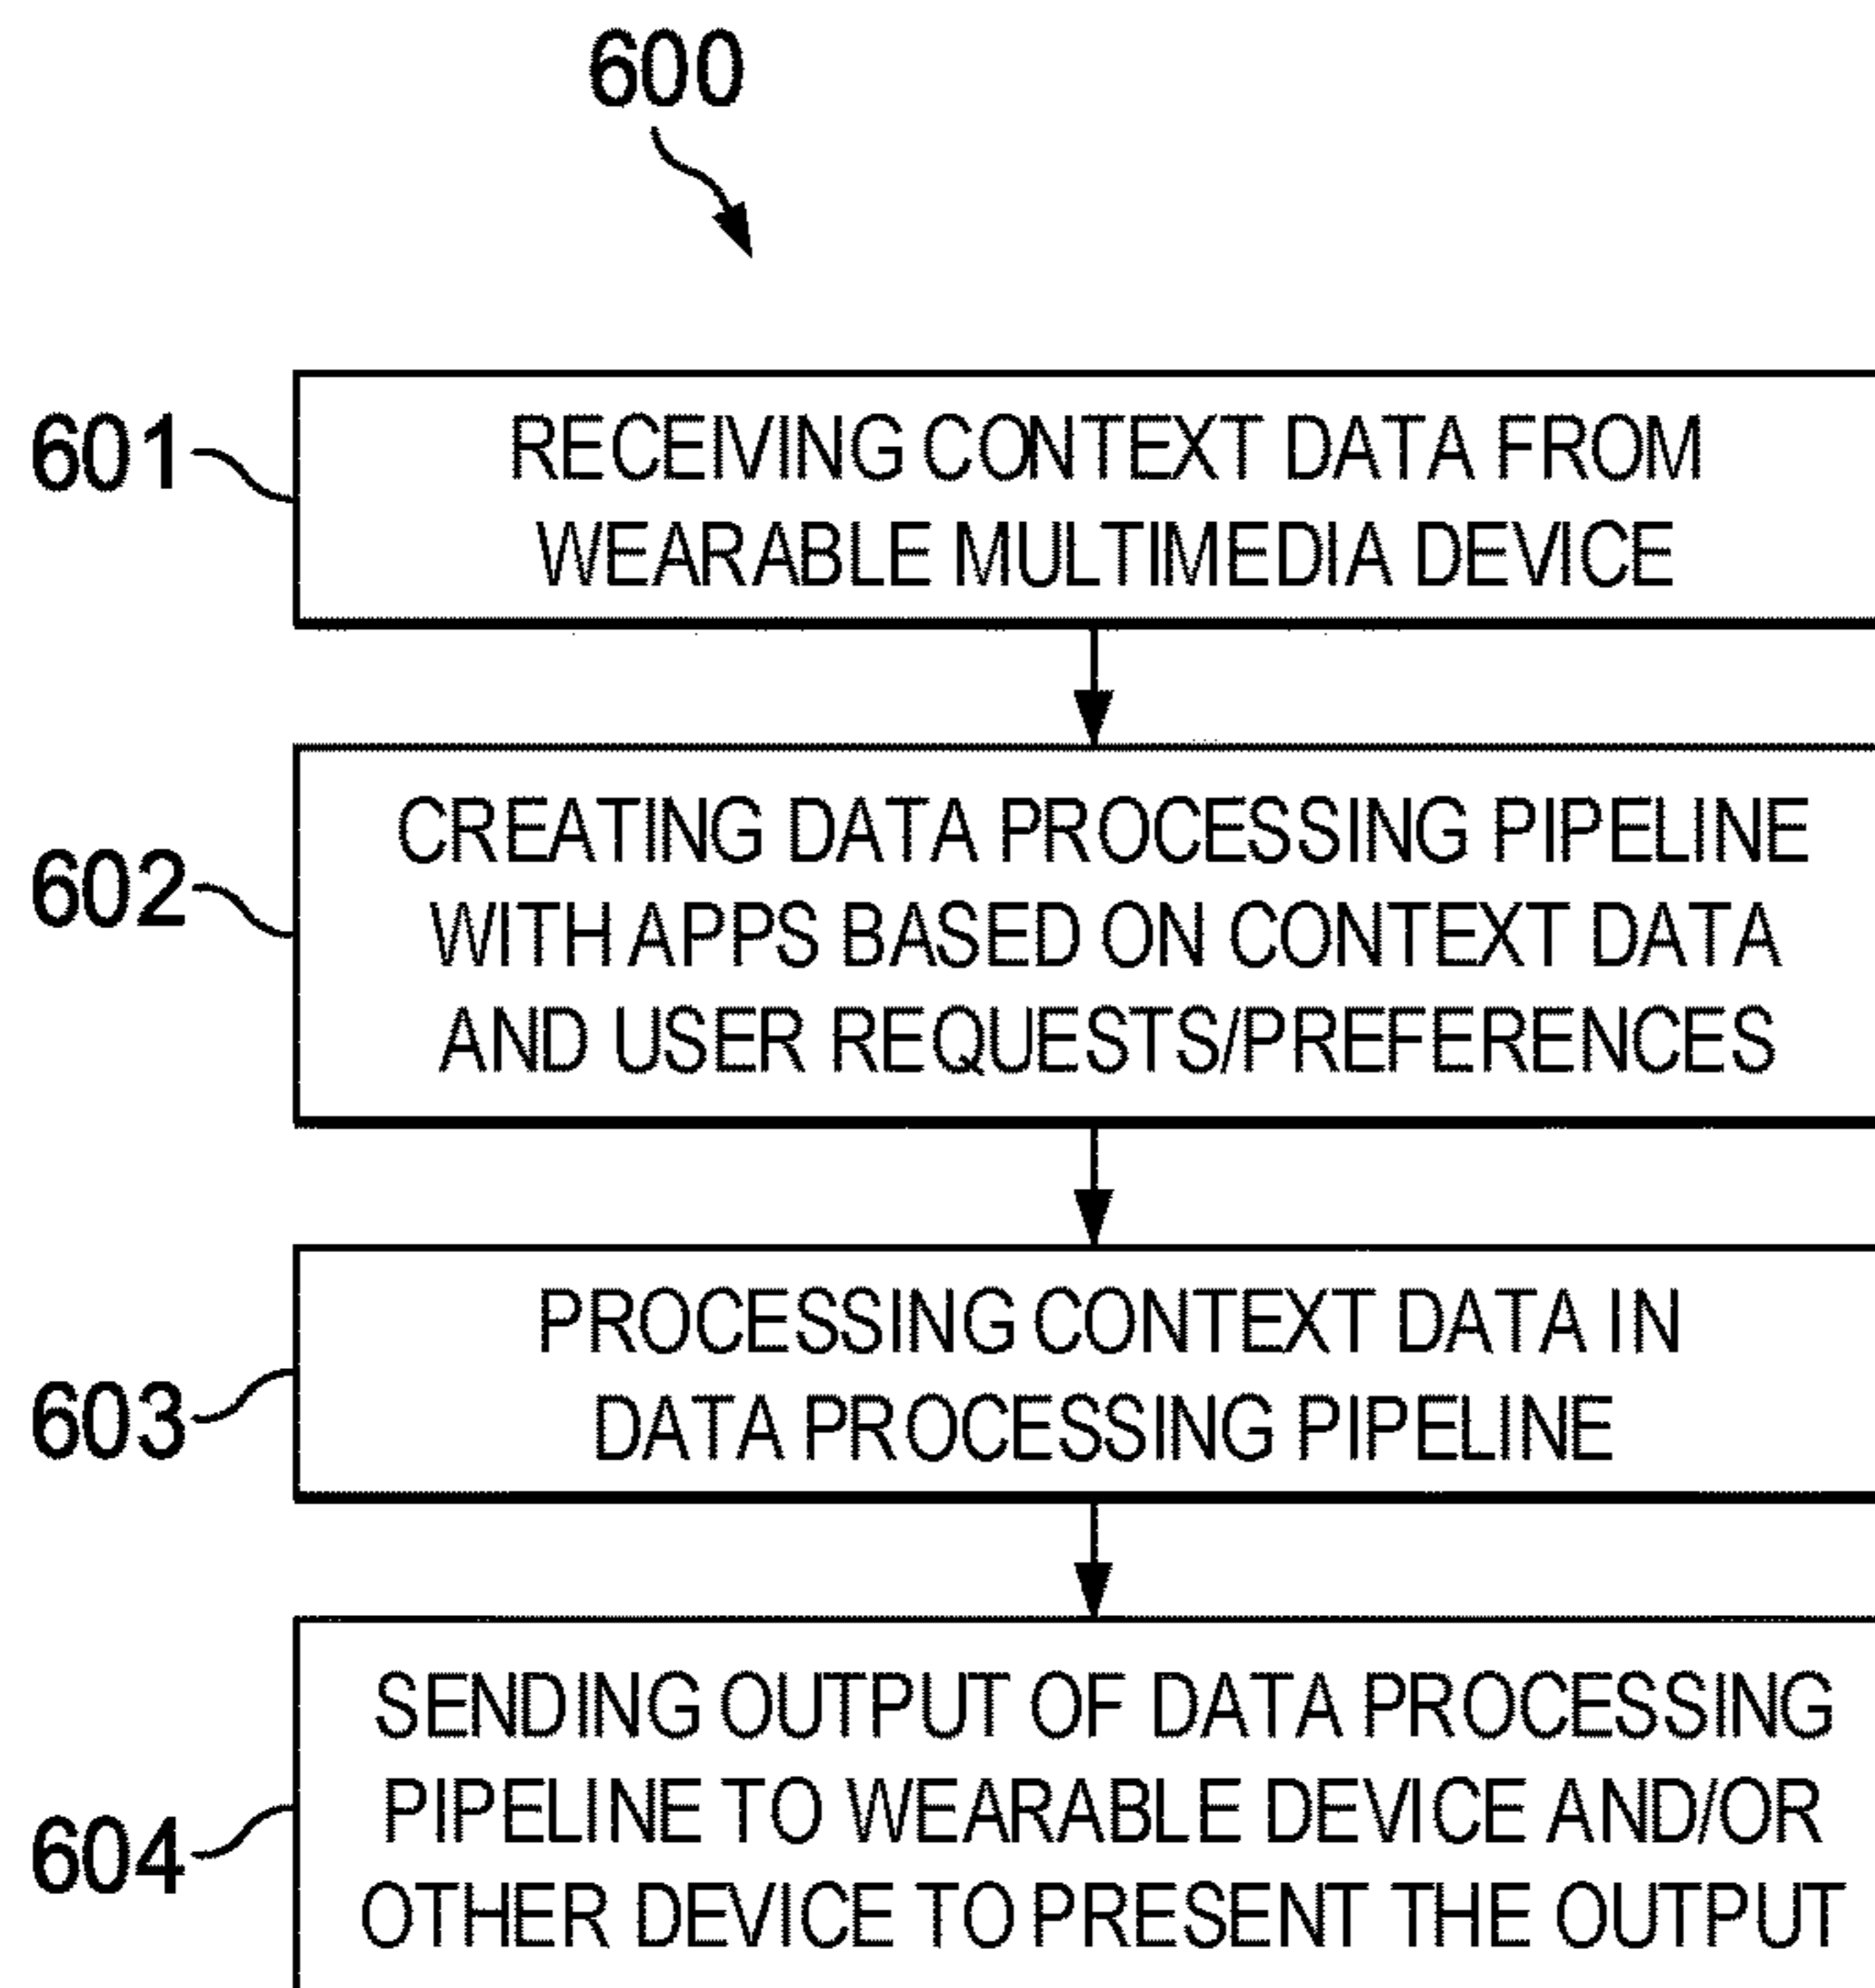 600
601
RECEIVING CONTEXT DATA FROM
WEARABLE MULTIMEDIA DEVICE
602
CREATING DATA PROCESSING PIPELINE
WITH APPS BASED ON CONTEXT DATA
AND USER REQUESTS/PREFERENCES
603
PROCESSING CONTEXT DATA IN
DATA PROCESSING PIPELINE
604
SENDING OUTPUT OF DATA PROCESSING
PIPELINE TO WEARABLE DEVICE AND/OR
OTHER DEVICE TO PRESENT THE OUTPUT